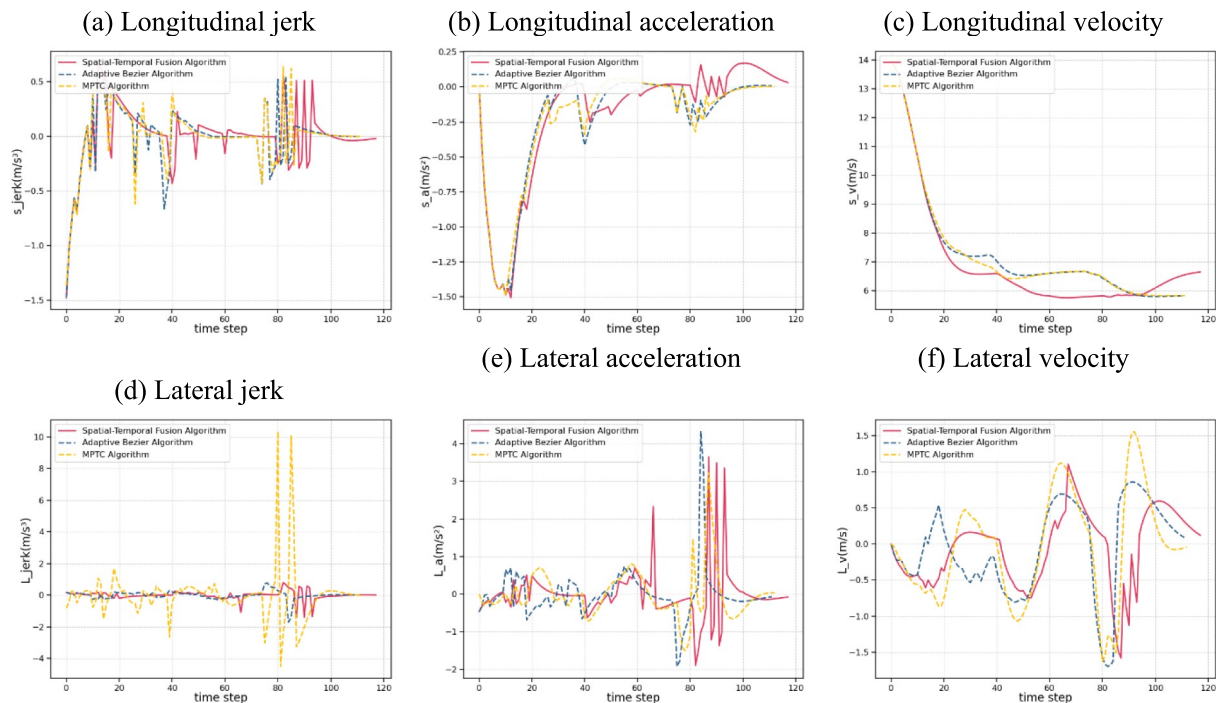 (a) Longitudinal jerk
(b) Longitudinal acceleration
(c) Longitudinal velocity
Spatial-Temporal Fusion Algorithm
Adaptive Bezier Algorithm
MPTC Algorithm
s_jerk(m/s³)
0.5
0.0
−0.5
−1.0
−1.5
0 20 40 60 80 100 120
time step
Spatial-Temporal Fusion Algorithm
Adaptive Bezier Algorithm
MPTC Algorithm
s_a(m/s²)
0.25
0.00
−0.25
−0.50
−0.75
−1.00
−1.25
−1.50
0 20 40 60 80 100 120
time step
Spatial-Temporal Fusion Algorithm
Adaptive Bezier Algorithm
MPTC Algorithm
s_v(m/s)
14
13
12
11
10
9
8
7
6
0 20 40 60 80 100 120
time step
(d) Lateral jerk
(e) Lateral acceleration
(f) Lateral velocity
Spatial-Temporal Fusion Algorithm
Adaptive Bezier Algorithm
MPTC Algorithm
L_jerk(m/s³)
10
8
6
4
2
0
−2
−4
0 20 40 60 80 100 120
time step
Spatial-Temporal Fusion Algorithm
Adaptive Bezier Algorithm
MPTC Algorithm
L_a(m/s²)
4
3
2
1
0
−1
−2
0 20 40 60 80 100 120
time step
Spatial-Temporal Fusion Algorithm
Adaptive Bezier Algorithm
MPTC Algorithm
L_v(m/s)
1.5
1.0
0.5
0.0
−0.5
−1.0
−1.5
0 20 40 60 80 100 120
time step